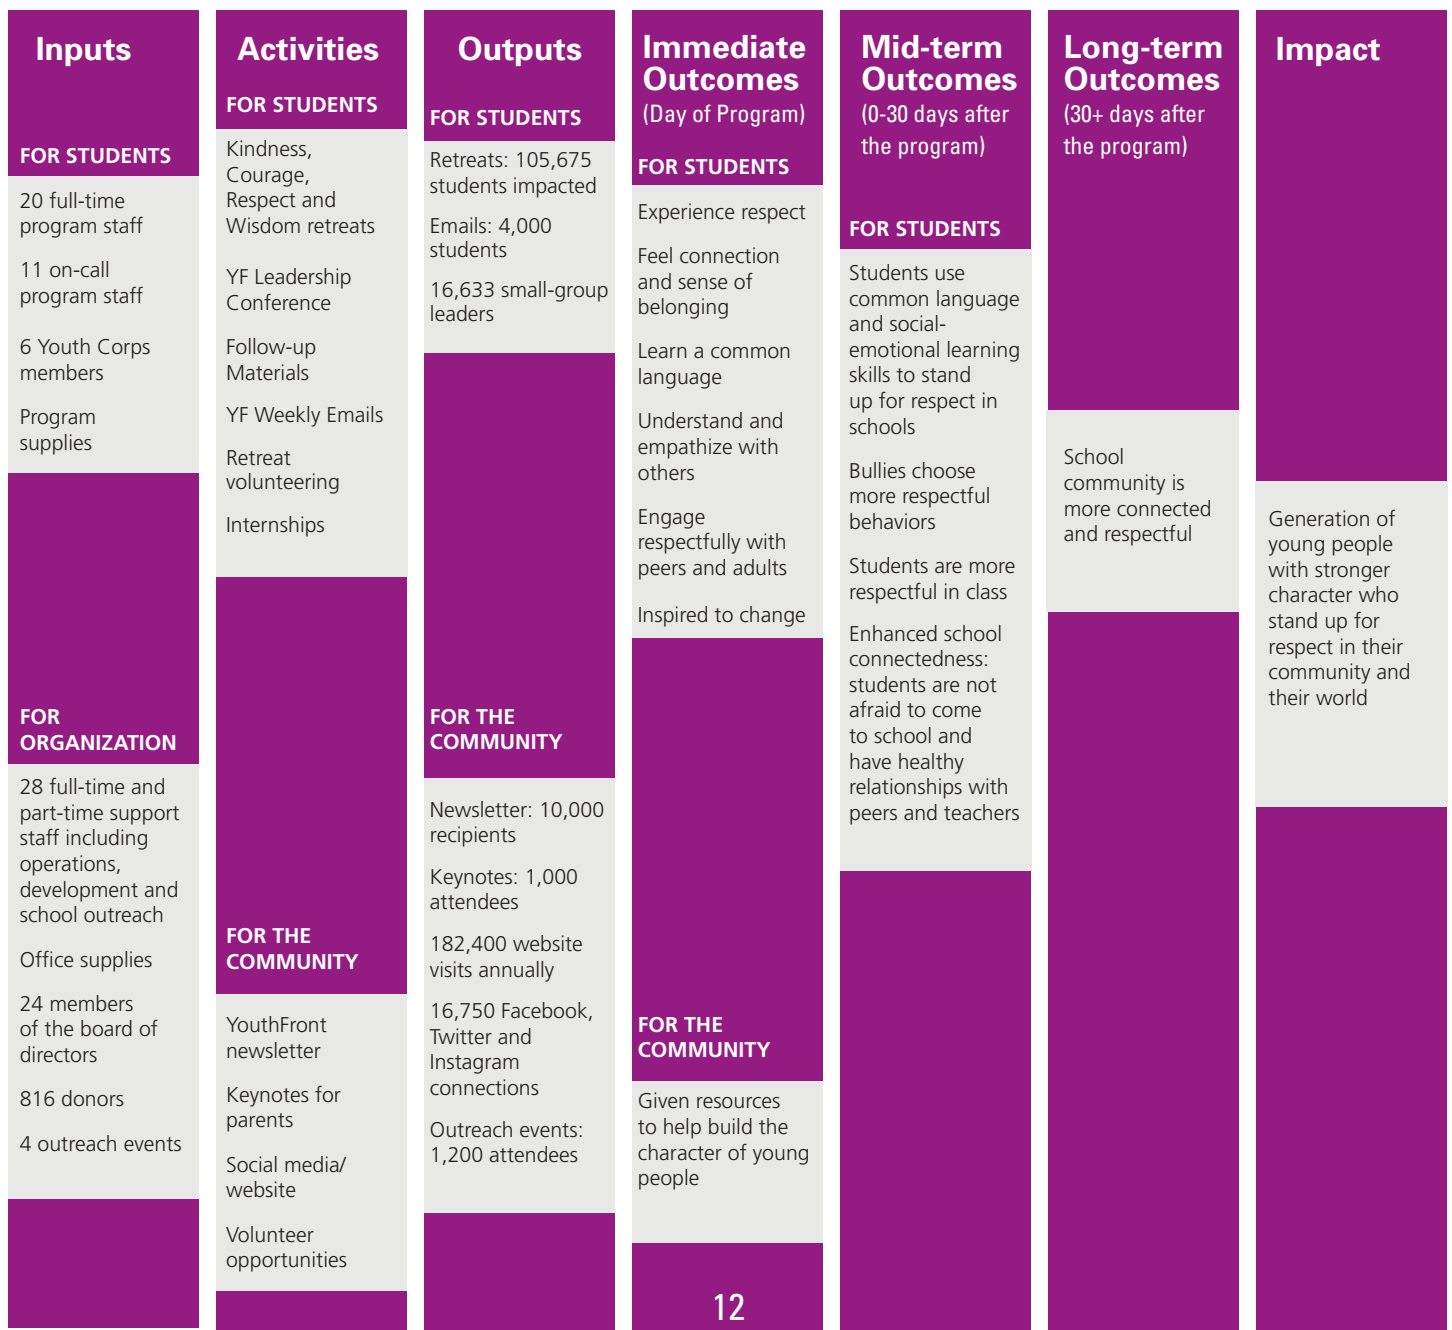 Inputs
FOR STUDENTS
20 full-time
program staff
11 on-call
program staff
6 Youth Corps
members
Program
supplies
FOR
ORGANIZATION
28 full-time and
part-time support
staff including
operations,
development and
school outreach
Office supplies
24 members
of the board of
directors
816 donors
4 outreach events
Activities
FOR STUDENTS
Kindness,
Courage,
Respect and
Wisdom retreats
YF Leadership
Conference
Follow-up
Materials
YF Weekly Emails
Retreat
volunteering
Internships
FOR THE
COMMUNITY
YouthFront
newsletter
Keynotes for
parents
Social media/
website
Volunteer
opportunities
Outputs
FOR STUDENTS
Retreats: 105,675
students impacted
Emails: 4,000
students
16,633 small-group
leaders
FOR THE
COMMUNITY
Newsletter: 10,000
recipients
Keynotes: 1,000
attendees
182,400 website
visits annually
16,750 Facebook,
Twitter and
Instagram
connections
Outreach events:
1,200 attendees
Immediate
Outcomes
(Day of Program)
FOR STUDENTS
Experience respect
Feel connection
and sense of
belonging
Learn a common
language
Understand and
empathize with
others
Engage
respectfully with
peers and adults
Inspired to change
FOR THE
COMMUNITY
Given resources
to help build the
character of young
people
Mid-term
Outcomes
(0-30 days after
the program)
FOR STUDENTS
Students use
common language
and social-
emotional learning
skills to stand
up for respect in
schools
Bullies choose
more respectful
behaviors
Students are more
respectful in class
Enhanced school
connectedness:
students are not
afraid to come
to school and
have healthy
relationships with
peers and teachers
Long-term
Outcomes
(30+ days after
the program)
School
community is
more connected
and respectful
Impact
Generation of
young people
with stronger
character who
stand up for
respect in their
community and
their world
12